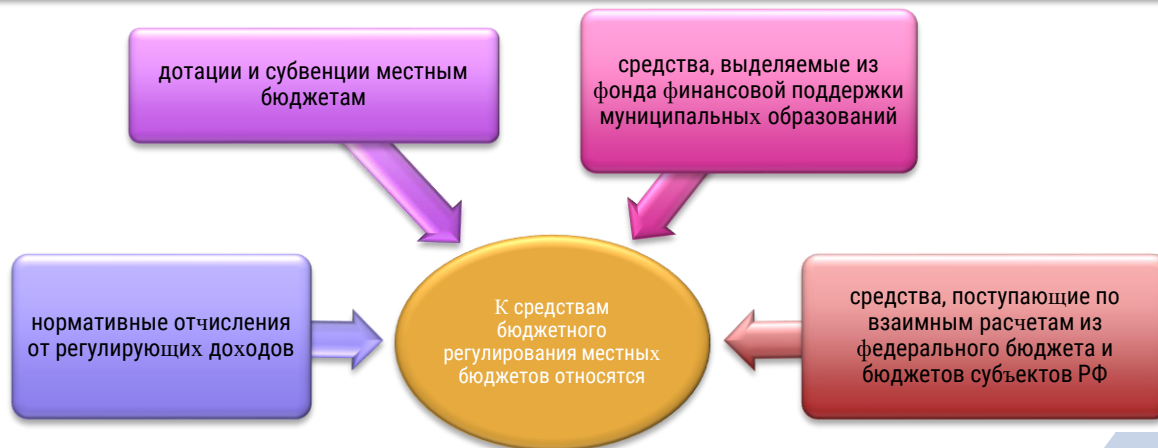 дотации и субвенции местным
бюджетам
средства, выделяемые из
фонда финансовой поддержки
муниципальных образований
нормативные отчисления
от регулирующих доходов
К средствам
бюджетного
регулирования местных
бюджетов относятся
средства, поступающие по
взаимным расчетам из
федерального бюджета и
бюджетов субъектов РФ